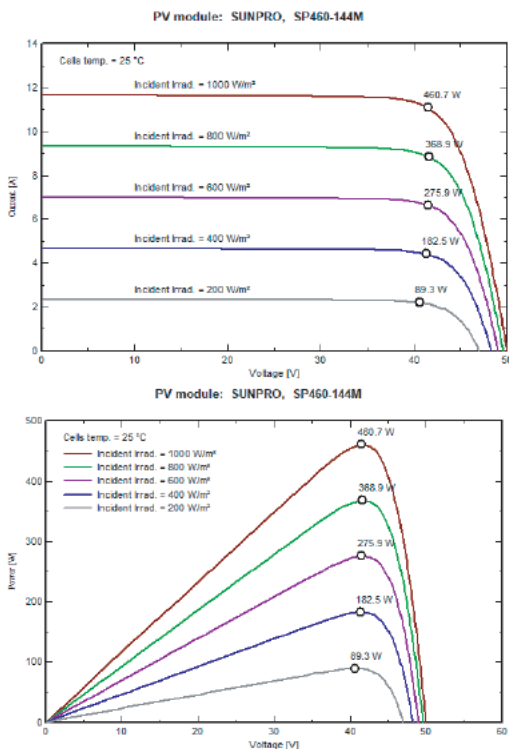 PV module: SUNPRO, SP460-144M
14
Cells temp. = 25 °C
Incident Irrad. = 1000 W/m²
460.7 W
12
10
Incident Irrad. = 800 W/m²
368.9 W
8
Incident Irrad. = 600 W/m²
275.9 W
6
Incident Irrad. = 400 W/m²
182.5 W
4
Incident Irrad. = 200 W/m²
89.3 W
2
0
Current [A]
0 10 20 30 40 50
Voltage [V]
PV module: SUNPRO, SP460-144M
500
Cells temp. = 25 °C
460.7 W
Incident Irrad. = 1000 W/m²
Incident Irrad. = 800 W/m²
Incident Irrad. = 600 W/m²
Incident Irrad. = 400 W/m²
Incident Irrad. = 200 W/m²
400
368.9 W
300
275.9 W
200
182.5 W
100
89.3 W
0
Power [W]
0 10 20 30 40 50 60
Voltage [V]